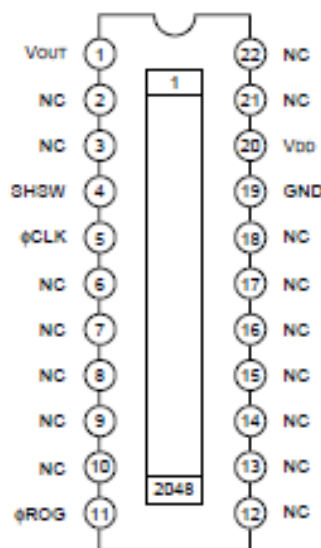 VOUT 1 22 NC
1
NC 2 21 NC
NC 3 20 VDD
SHSW 4 19 GND
ϕCLK 5 18 NC
NC 6 17 NC
NC 7 16 NC
NC 8 15 NC
NC 9 14 NC
NC 10 13 NC
2048
ϕROG 11 12 NC